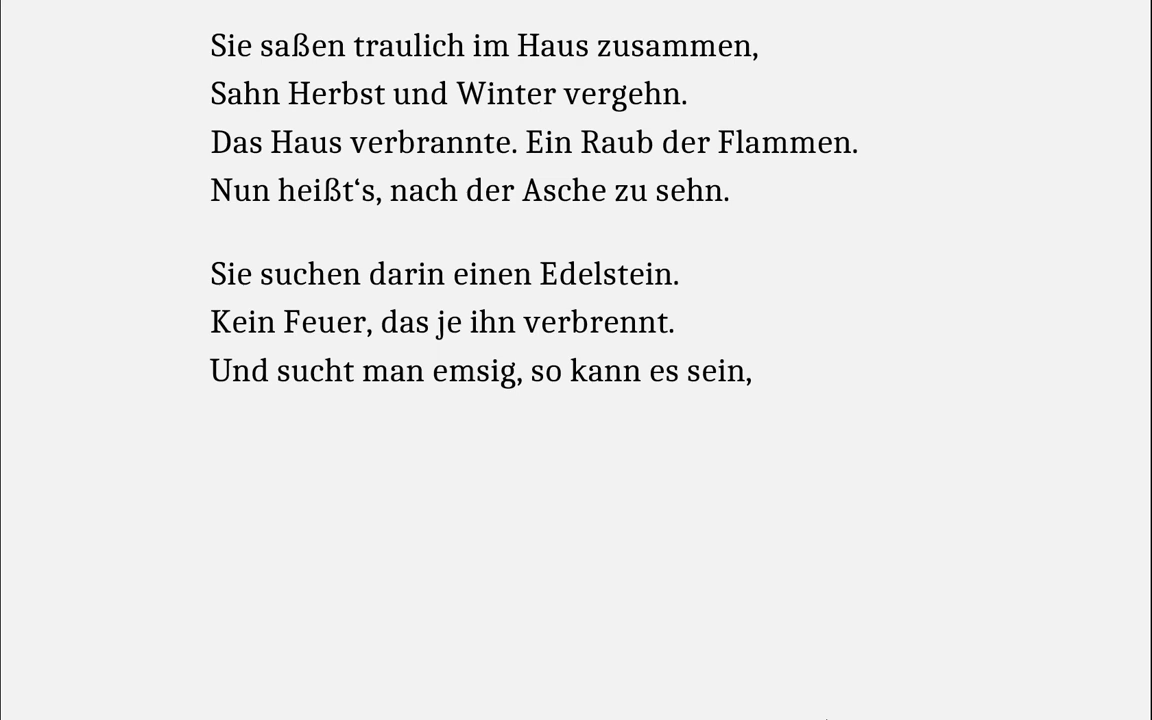 Sie saßen traulich im Haus zusammen,
Sahn Herbst und Winter vergehn.
Das Haus verbrannte. Ein Raub der Flammen.
Nun heißt‘s, nach der Asche zu sehn.
Sie suchen darin einen Edelstein.
Kein Feuer, das je ihn verbrennt.
Und sucht man emsig, so kann es sein,